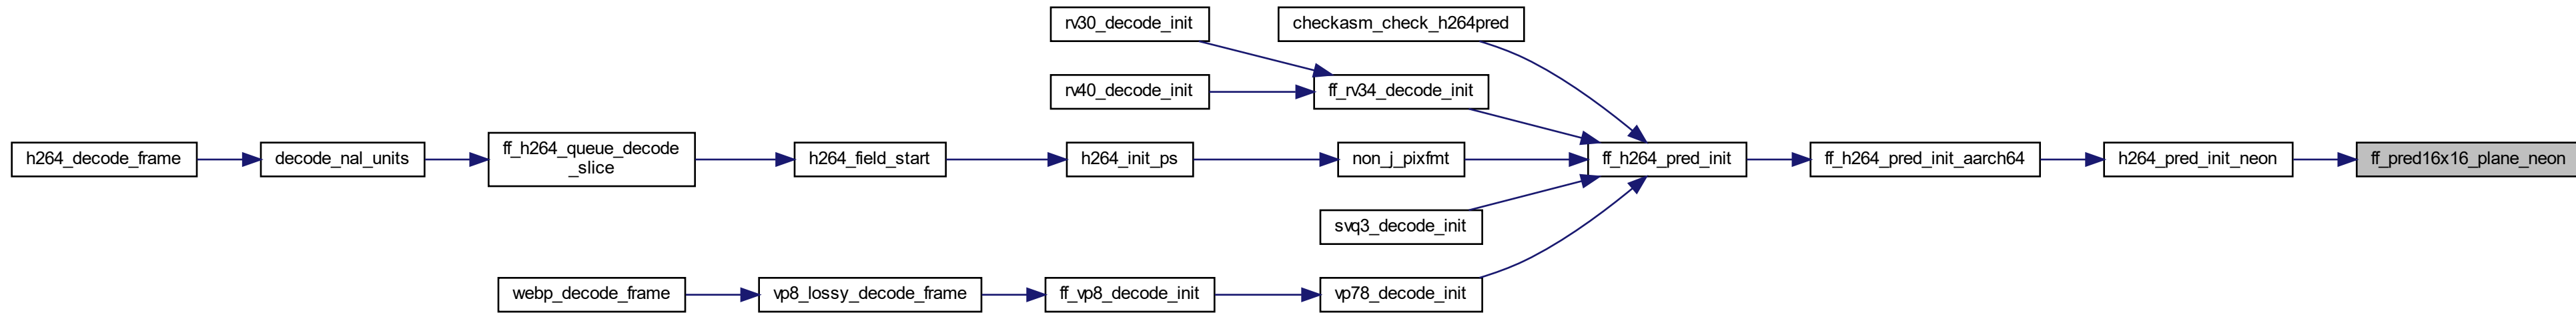 rv30_decode_init
checkasm_check_h264pred
rv40_decode_init
ff_rv34_decode_init
h264_decode_frame
decode_nal_units
ff_h264_queue_decode
_slice
h264_field_start
h264_init_ps
non_j_pixfmt
ff_h264_pred_init
ff_h264_pred_init_aarch64
h264_pred_init_neon
ff_pred16x16_plane_neon
svq3_decode_init
webp_decode_frame
vp8_lossy_decode_frame
ff_vp8_decode_init
vp78_decode_init